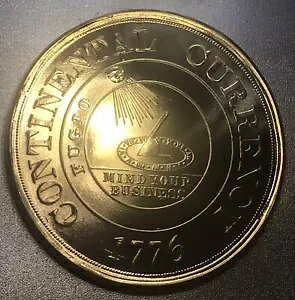 CONTINENTAL CURRENCY
FUGIO
MIND YOUR
BUSINESS
1776